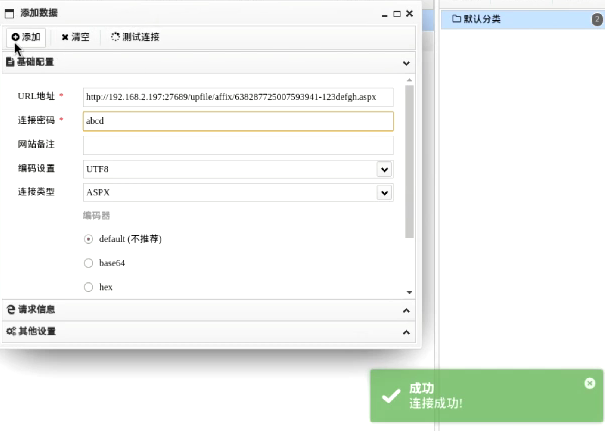 添加数据
添加 清空 测试连接
基础配置
URL地址 * http://192.168.2.197:27689/upfile/affix/638287725007593941-123defgh.aspx
连接密码 * abcd
网站备注
编码设置 UTF8
连接类型 ASPX
编码器
default (不推荐)
base64
hex
请求信息
其他设置
默认分类 2
成功
连接成功!